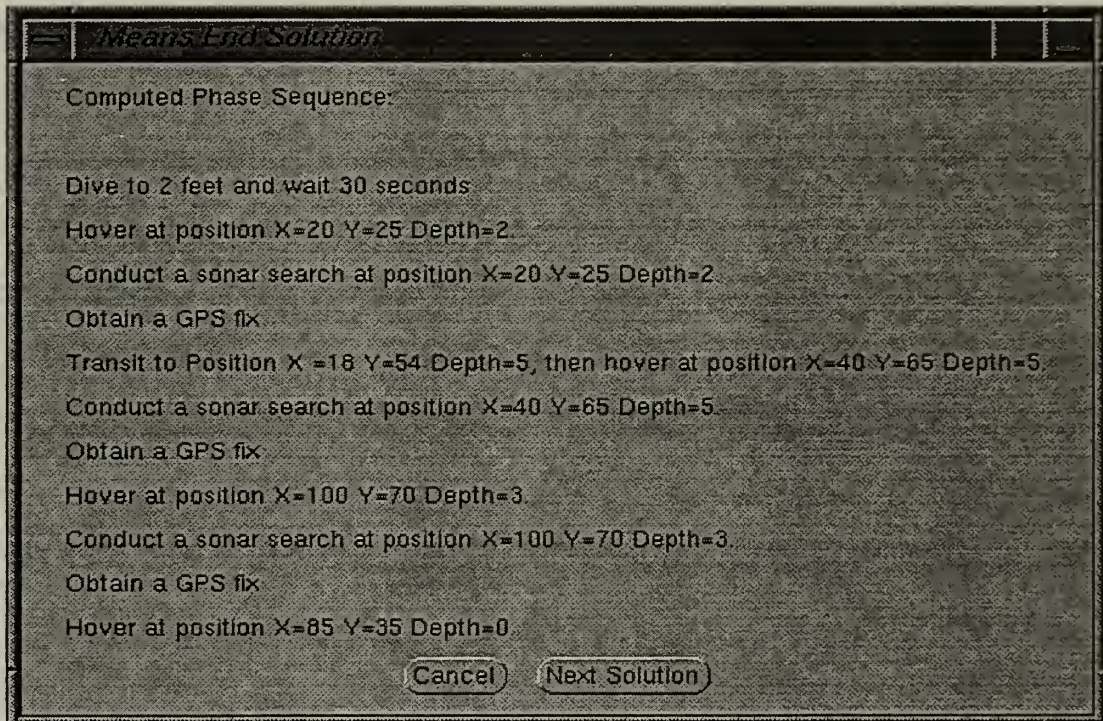 Means End Solution
Computed Phase Sequence:
Dive to 2 feet and wait 30 seconds
Hover at position X=20 Y=25 Depth=2.
Conduct a sonar search at position X=20 Y=25 Depth=2.
Obtain a GPS fix
Transit to Position X =18 Y=54 Depth=5, then hover at position X=40 Y=65 Depth=5.
Conduct a sonar search at position X=40 Y=65 Depth=5.
Obtain a GPS fix
Hover at position X=100 Y=70 Depth=3.
Conduct a sonar search at position X=100 Y=70 Depth=3.
Obtain a GPS fix
Hover at position X=85 Y=35 Depth=0.
Cancel Next Solution